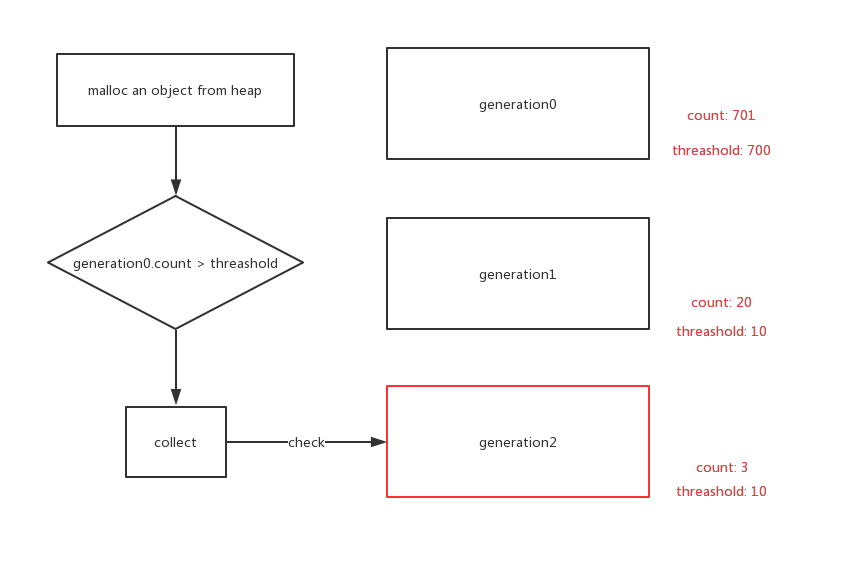 malloc an object from heap
generation0.count > threashold
collect
check
generation0
count: 701
threashold: 700
generation1
count: 20
threashold: 10
generation2
count: 3
threashold: 10